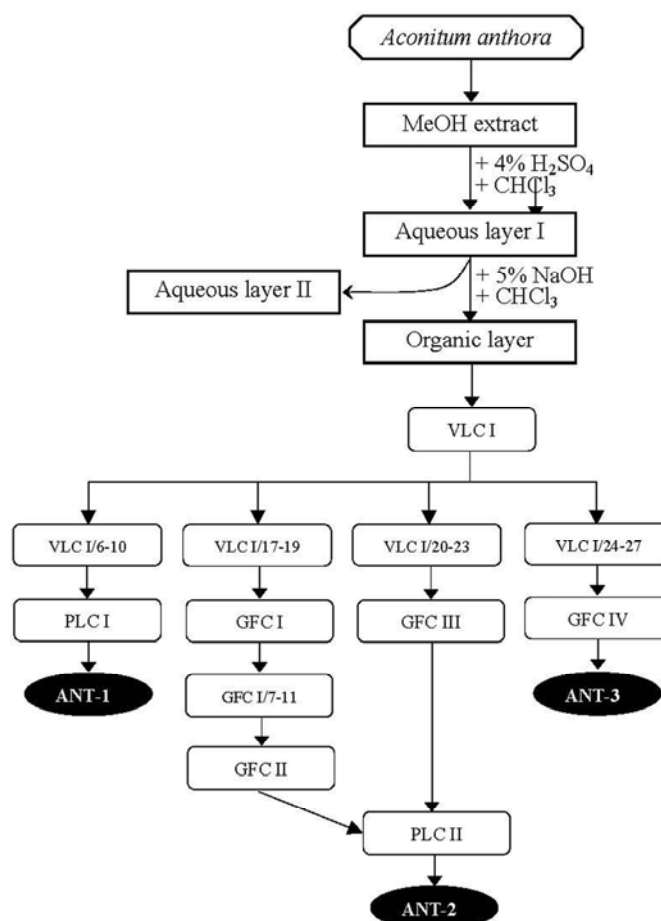 Aconitum anthora
MeOH extract
+ 4% H₂SO₄
+ CHCl₃
Aqueous layer I
+ 5% NaOH
+ CHCl₃
Aqueous layer II
Organic layer
VLC I
VLC I/6-10
VLC I/17-19
VLC I/20-23
VLC I/24-27
PLC I
GFC I
GFC III
GFC IV
ANT-1
GFC I/7-11
ANT-3
GFC II
PLC II
ANT-2